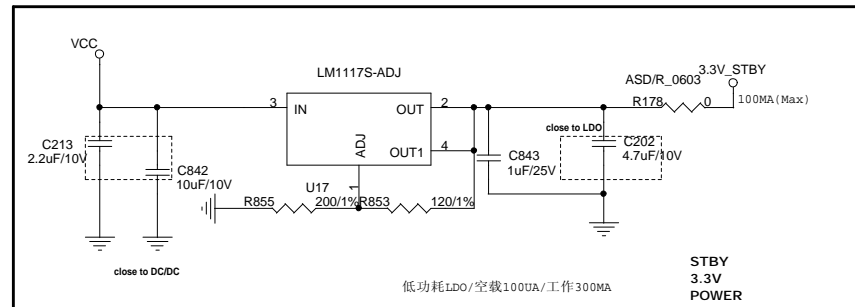 VCC
LM1117S-ADJ
ASD/R_0603
3.3V_STBY
3
IN
OUT
2
R178
0
100MA(Max)
C213
2.2uF/10V
ADJ
OUT1
4
close to LDO
C202
4.7uF/10V
C842
10uF/10V
C843
1uF/25V
1
U17
R855
200/1%
R853
120/1%
close to DC/DC
低功耗LDO/空载100UA/工作300MA
STBY
3.3V
POWER